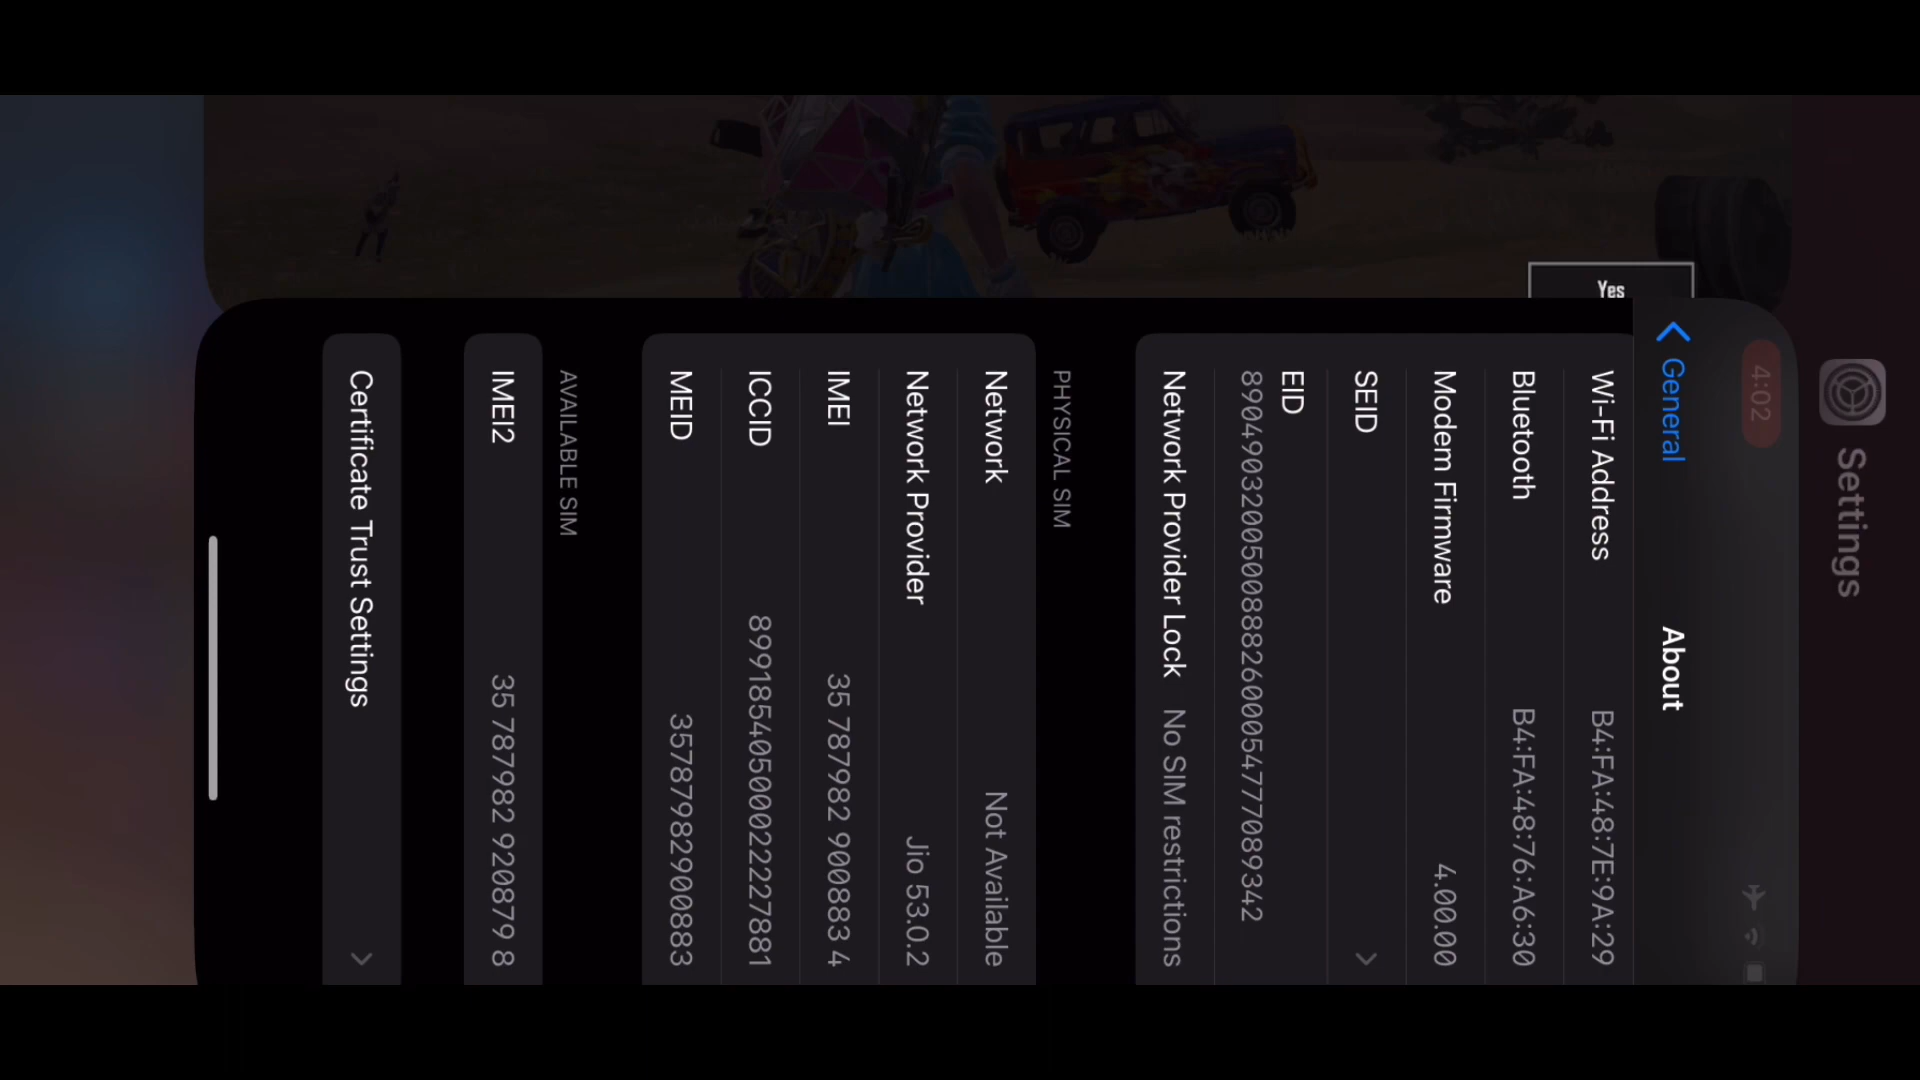 Settings
4:02
General
About
Wi-Fi Address B4:FA:48:7E:9A:29
Bluetooth B4:FA:48:76:A6:30
Modem Firmware 4.00.00
SEID
EID
89049032005008882600054777089342
Network Provider Lock No SIM restrictions
PHYSICAL SIM
Network Not Available
Network Provider Jio 53.0.2
IMEI 35 787982 900883 4
ICCID 89918540500022227881
MEID 35787982900883
AVAILABLE SIM
IMEI2 35 787982 920879 8
Certificate Trust Settings
Yes